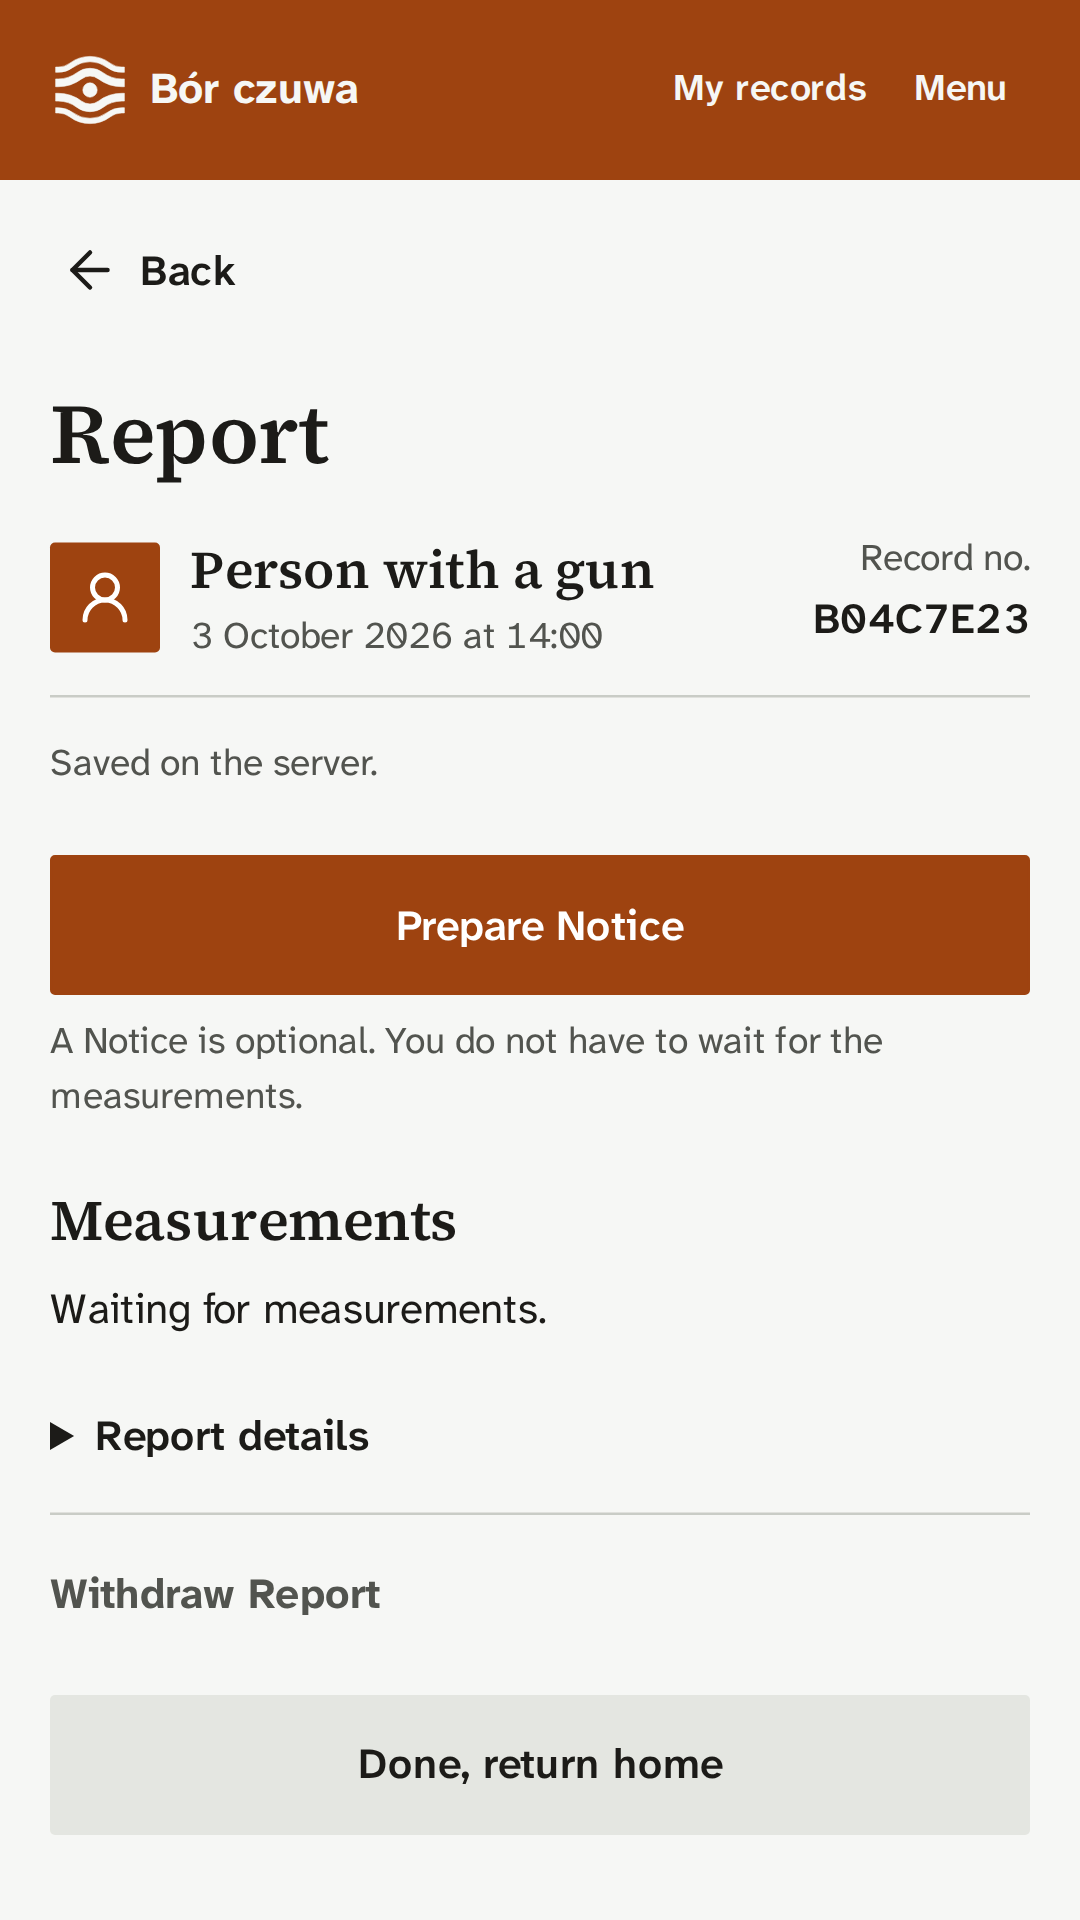 Bór czuwa
My records
Menu
Back
Report
Person with a gun
3 October 2026 at 14:00
Record no.
B04C7E23
Saved on the server.
Prepare Notice
A Notice is optional. You do not have to wait for the
measurements.
Measurements
Waiting for measurements.
Report details
Withdraw Report
Done, return home